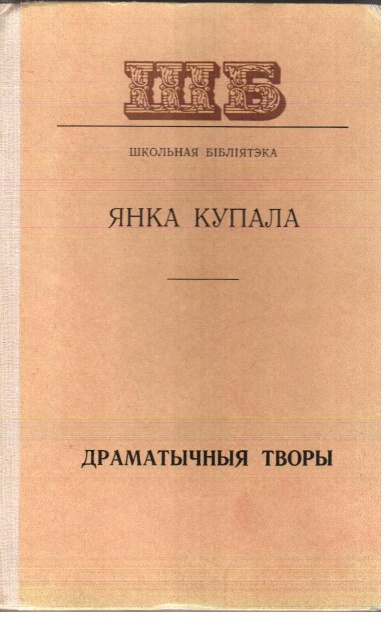 ШБ
ШКОЛЬНАЯ БІБЛІЯТЭКА
ЯНКА КУПАЛА
ДРАМАТЫЧНЫЯ ТВОРЫ